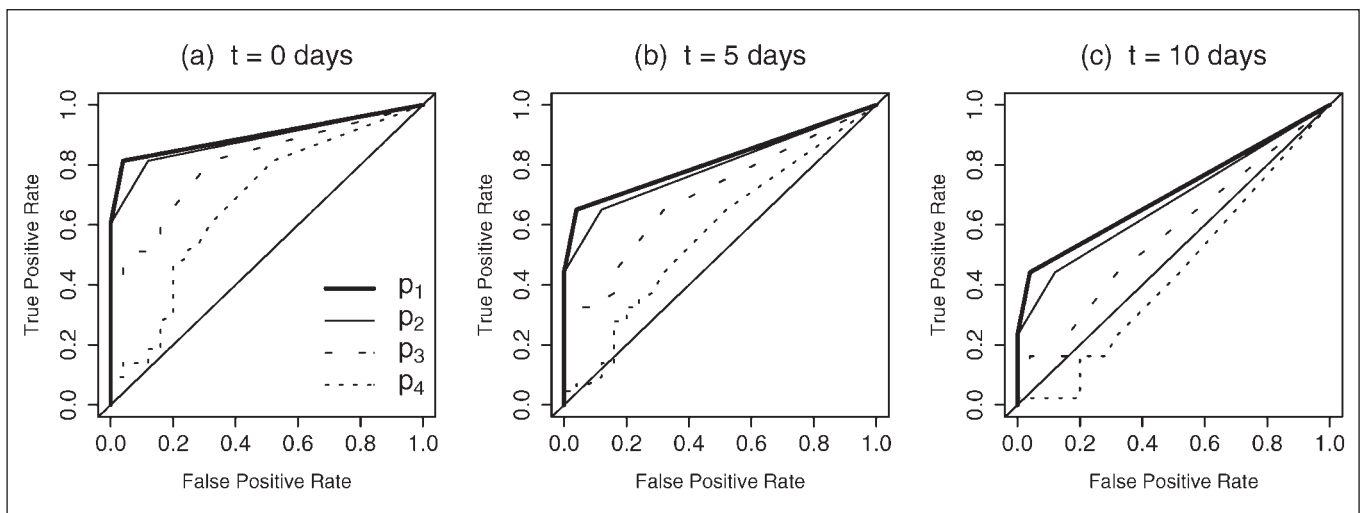 (a) t = 0 days
(b) t = 5 days
(c) t = 10 days
True Positive Rate
0.0 0.2 0.4 0.6 0.8 1.0
p1
p2
p3
p4
0.0 0.2 0.4 0.6 0.8 1.0
False Positive Rate
True Positive Rate
0.0 0.2 0.4 0.6 0.8 1.0
0.0 0.2 0.4 0.6 0.8 1.0
False Positive Rate
True Positive Rate
0.0 0.2 0.4 0.6 0.8 1.0
0.0 0.2 0.4 0.6 0.8 1.0
False Positive Rate